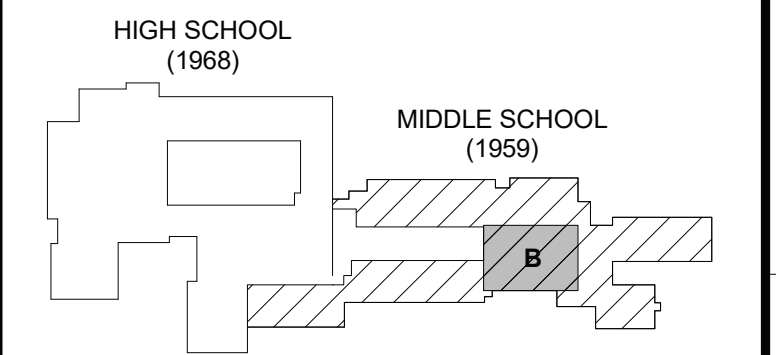 HIGH SCHOOL
(1968)
MIDDLE SCHOOL
(1959)
B